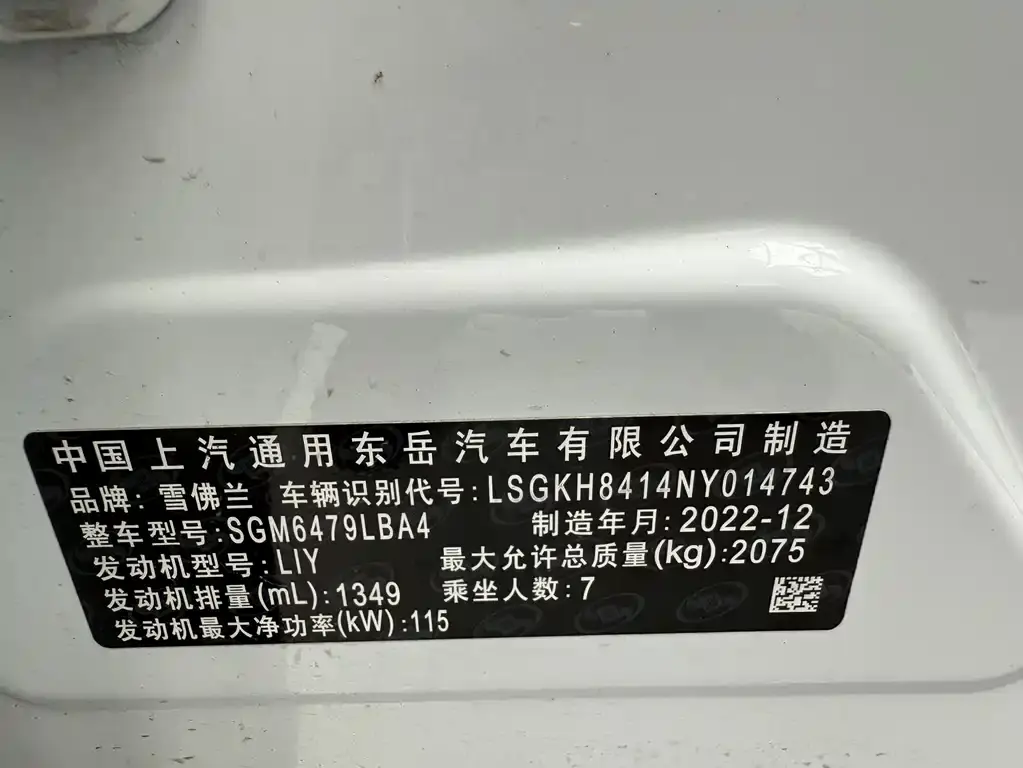 中国上汽通用东岳汽车有限公司制造
品牌: 雪佛兰 车辆识别代号:LSGKH8414NY014743
整车型号:SGM6479LBA4 制造年月:2022-12
发动机型号:LIY 最大允许总质量(kg):2075
发动机排量(mL):1349 乘坐人数:7
发动机最大净功率(kW):115